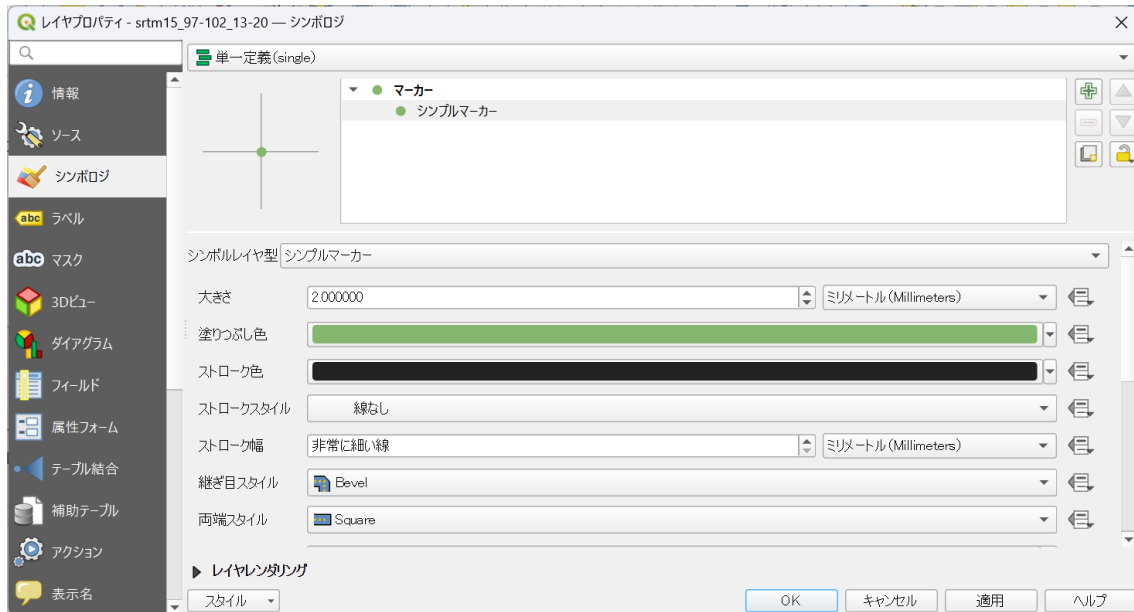 レイヤプロパティ - srtm15_97-102_13-20 — シンボロジ
単一定義(single)
情報
ソース
シンボロジ
abc ラベル
abc マスク
3Dビュー
ダイアグラム
フィールド
属性フォーム
テーブル結合
補助テーブル
アクション
表示名
マーカー
シンプルマーカー
シンボルレイヤ型 シンプルマーカー
大きさ 2.000000 ミリメートル(Millimeters)
塗りつぶし色
ストローク色
ストロークスタイル 線なし
ストローク幅 非常に細い線 ミリメートル(Millimeters)
継ぎ目スタイル Bevel
両端スタイル Square
レイヤレンダリング
スタイル OK キャンセル 適用 ヘルプ